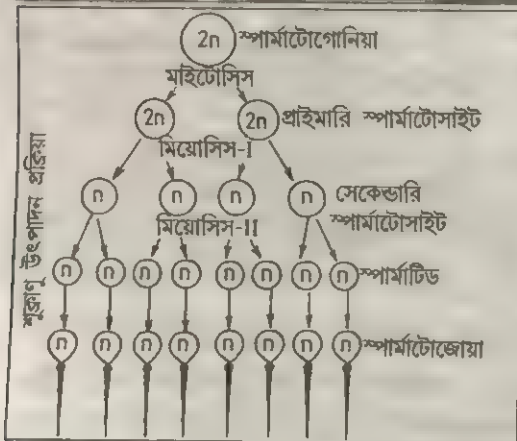 2n স্পার্মাটোগোনিয়া
মাইটোসিস
2n 2n প্রাইমারি স্পার্মাটোসাইট
মিয়োসিস-I
n n n n সেকেন্ডারি
স্পার্মাটোসাইট
মিয়োসিস-II
n n n n n n n n স্পার্মাটিড
n n n n n n n n স্পার্মাটোজোয়া
শুক্রাণু উৎপাদন প্রক্রিয়া